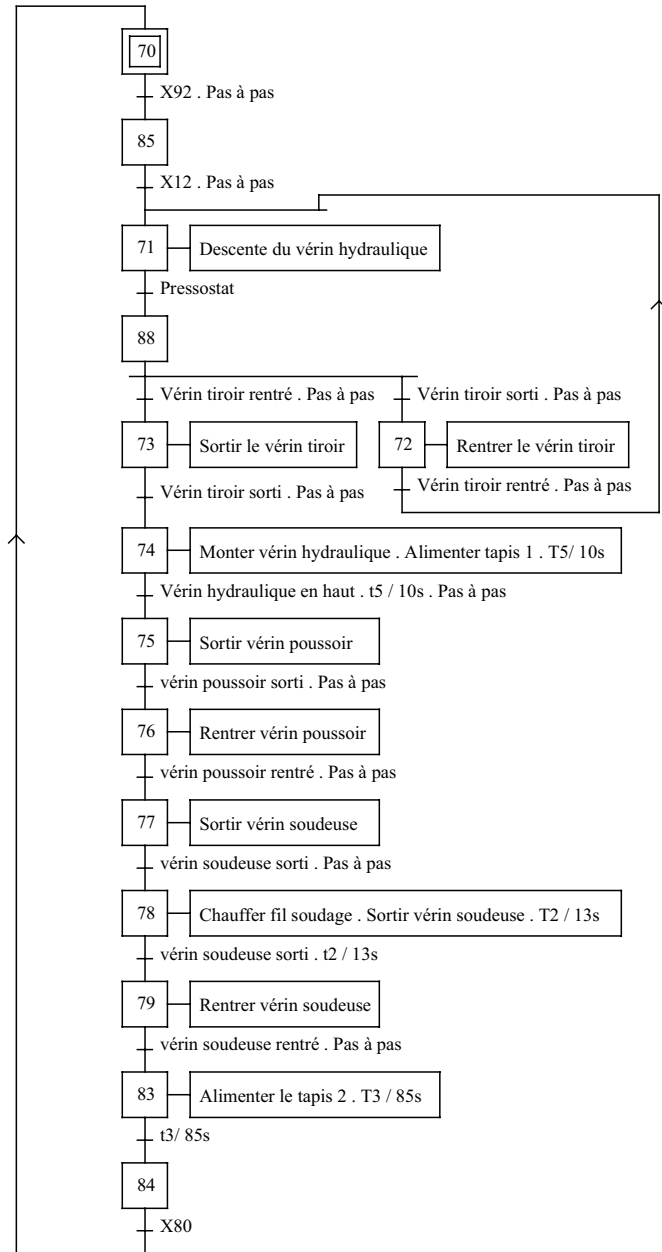 70
X92 . Pas à pas
85
X12 . Pas à pas
71 Descente du vérin hydraulique
Pressostat
88
Vérin tiroir rentré . Pas à pas Vérin tiroir sorti . Pas à pas
73 Sortir le vérin tiroir 72 Rentrer le vérin tiroir
Vérin tiroir sorti . Pas à pas Vérin tiroir rentré . Pas à pas
74 Monter vérin hydraulique . Alimenter tapis 1 . T5/ 10s
Vérin hydraulique en haut . t5 / 10s . Pas à pas
75 Sortir vérin poussoir
vérin poussoir sorti . Pas à pas
76 Rentrer vérin poussoir
vérin poussoir rentré . Pas à pas
77 Sortir vérin soudeuse
vérin soudeuse sorti . Pas à pas
78 Chauffer fil soudage . Sortir vérin soudeuse . T2 / 13s
vérin soudeuse sorti . t2 / 13s
79 Rentrer vérin soudeuse
vérin soudeuse rentré . Pas à pas
83 Alimenter le tapis 2 . T3 / 85s
t3/ 85s
84
X80